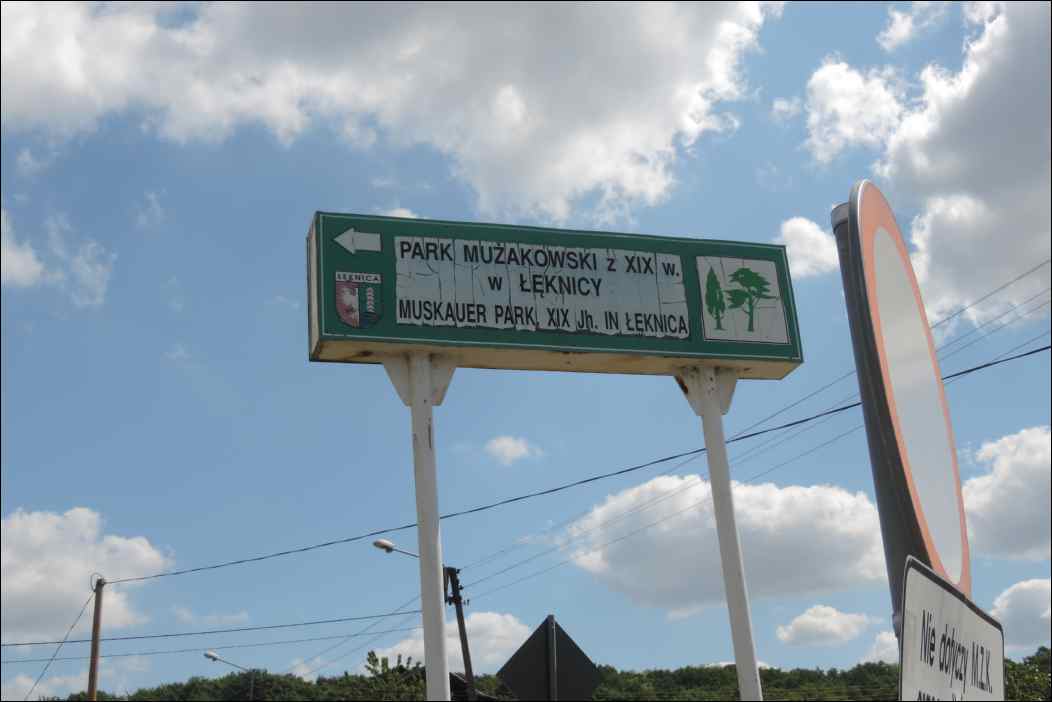 PARK MUŻAKOWSKI z XIX w.
w ŁĘKNICY
MUSKAUER PARK, XIX Jh. IN ŁĘKNICA
ŁĘKNICA
Nie dotyczy M.Z.K.